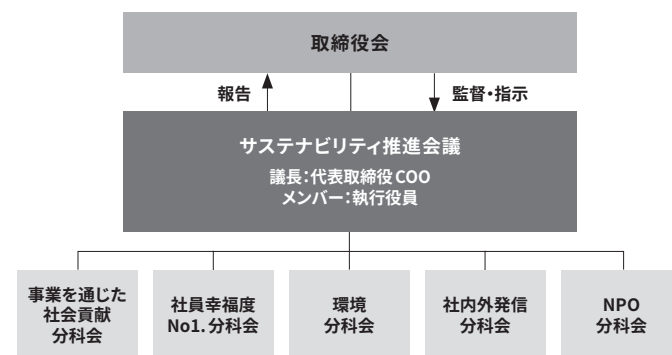 取締役会
報告
監督・指示
サステナビリティ推進会議
議長：代表取締役COO
メンバー：執行役員
事業を通じた
社会貢献
分科会
社員幸福度
No1.分科会
環境
分科会
社内外発信
分科会
NPO
分科会